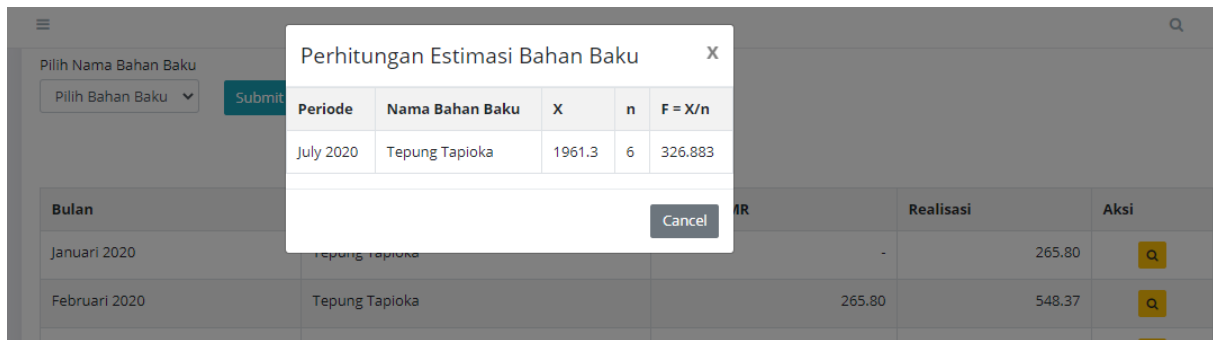 Perhitungan Estimasi Bahan Baku X
Pilih Nama Bahan Baku
Pilih Bahan Baku Submit
Periode Nama Bahan Baku X n F = X/n
July 2020 Tepung Tapioka 1961.3 6 326.883
Cancel
Bulan MR Realisasi Aksi
Januari 2020 Tepung Tapioka - 265.80
Februari 2020 Tepung Tapioka 265.80 548.37